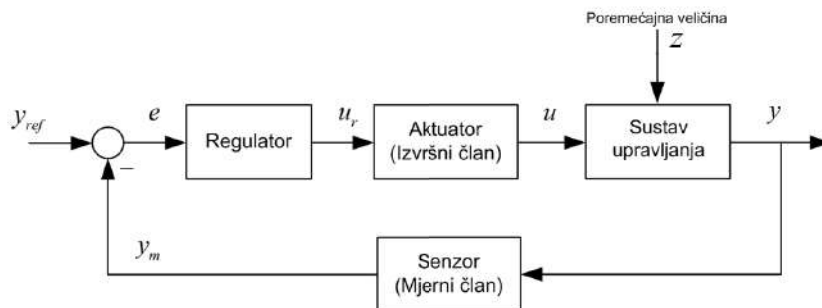 Poremećajna veličina
z
y_ref
e
Regulator
u_r
Aktuator
(Izvršni član)
u
Sustav
upravljanja
y
−
y_m
Senzor
(Mjerni član)